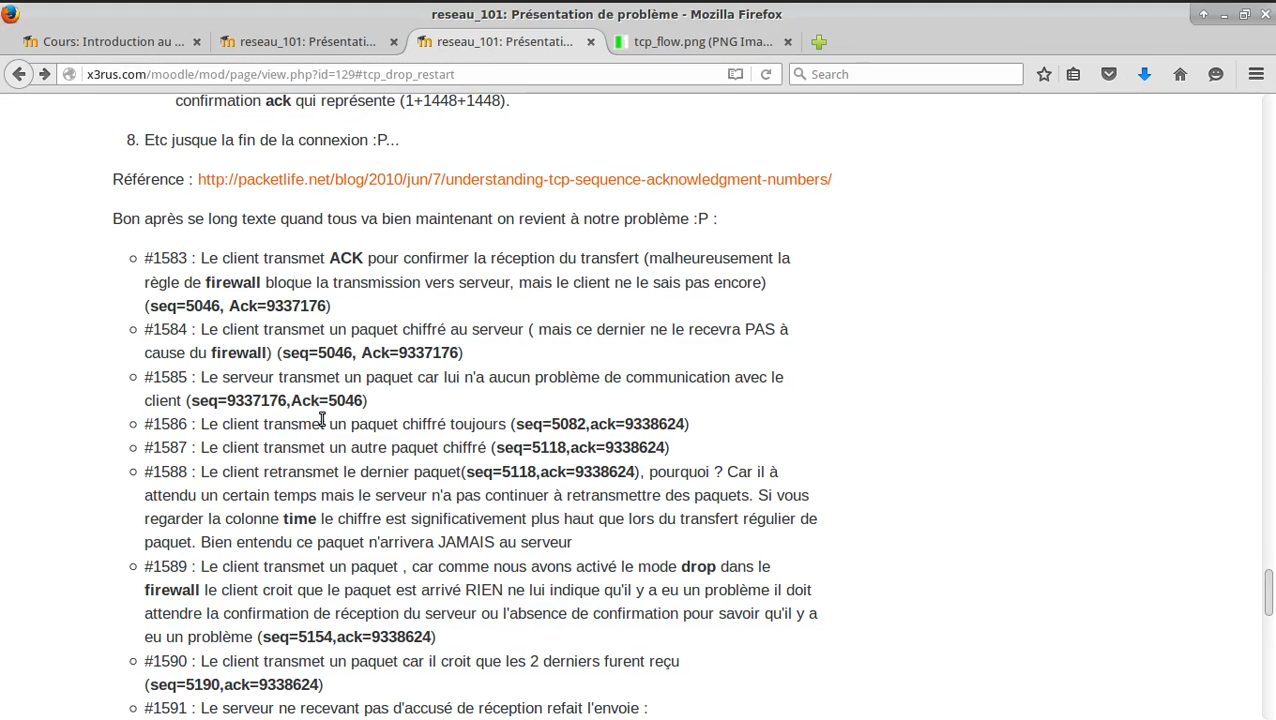 reseau_101: Présentation de problème - Mozilla Firefox
Cours: Introduction au ...
reseau_101: Présentati...
reseau_101: Présentati...
tcp_flow.png (PNG Ima...
x3rus.com/moodle/mod/page/view.php?id=129#tcp_drop_restart
Search
confirmation ack qui représente (1+1448+1448).
8. Etc jusque la fin de la connexion :P...
Référence : http://packetlife.net/blog/2010/jun/7/understanding-tcp-sequence-acknowledgment-numbers/
Bon après se long texte quand tous va bien maintenant on revient à notre problème :P :
#1583 : Le client transmet ACK pour confirmer la réception du transfert (malheureusement la
règle de firewall bloque la transmission vers serveur, mais le client ne le sais pas encore)
(seq=5046, Ack=9337176)
#1584 : Le client transmet un paquet chiffré au serveur ( mais ce dernier ne le recevra PAS à
cause du firewall) (seq=5046, Ack=9337176)
#1585 : Le serveur transmet un paquet car lui n'a aucun problème de communication avec le
client (seq=9337176,Ack=5046)
#1586 : Le client transmet un paquet chiffré toujours (seq=5082,ack=9338624)
#1587 : Le client transmet un autre paquet chiffré (seq=5118,ack=9338624)
#1588 : Le client retransmet le dernier paquet(seq=5118,ack=9338624), pourquoi ? Car il à
attendu un certain temps mais le serveur n'a pas continuer à retransmettre des paquets. Si vous
regarder la colonne time le chiffre est significativement plus haut que lors du transfert régulier de
paquet. Bien entendu ce paquet n'arrivera JAMAIS au serveur
#1589 : Le client transmet un paquet , car comme nous avons activé le mode drop dans le
firewall le client croit que le paquet est arrivé RIEN ne lui indique qu'il y a eu un problème il doit
attendre la confirmation de réception du serveur ou l'absence de confirmation pour savoir qu'il y a
eu un problème (seq=5154,ack=9338624)
#1590 : Le client transmet un paquet car il croit que les 2 derniers furent reçu
(seq=5190,ack=9338624)
#1591 : Le serveur ne recevant pas d'accusé de réception refait l'envoie :